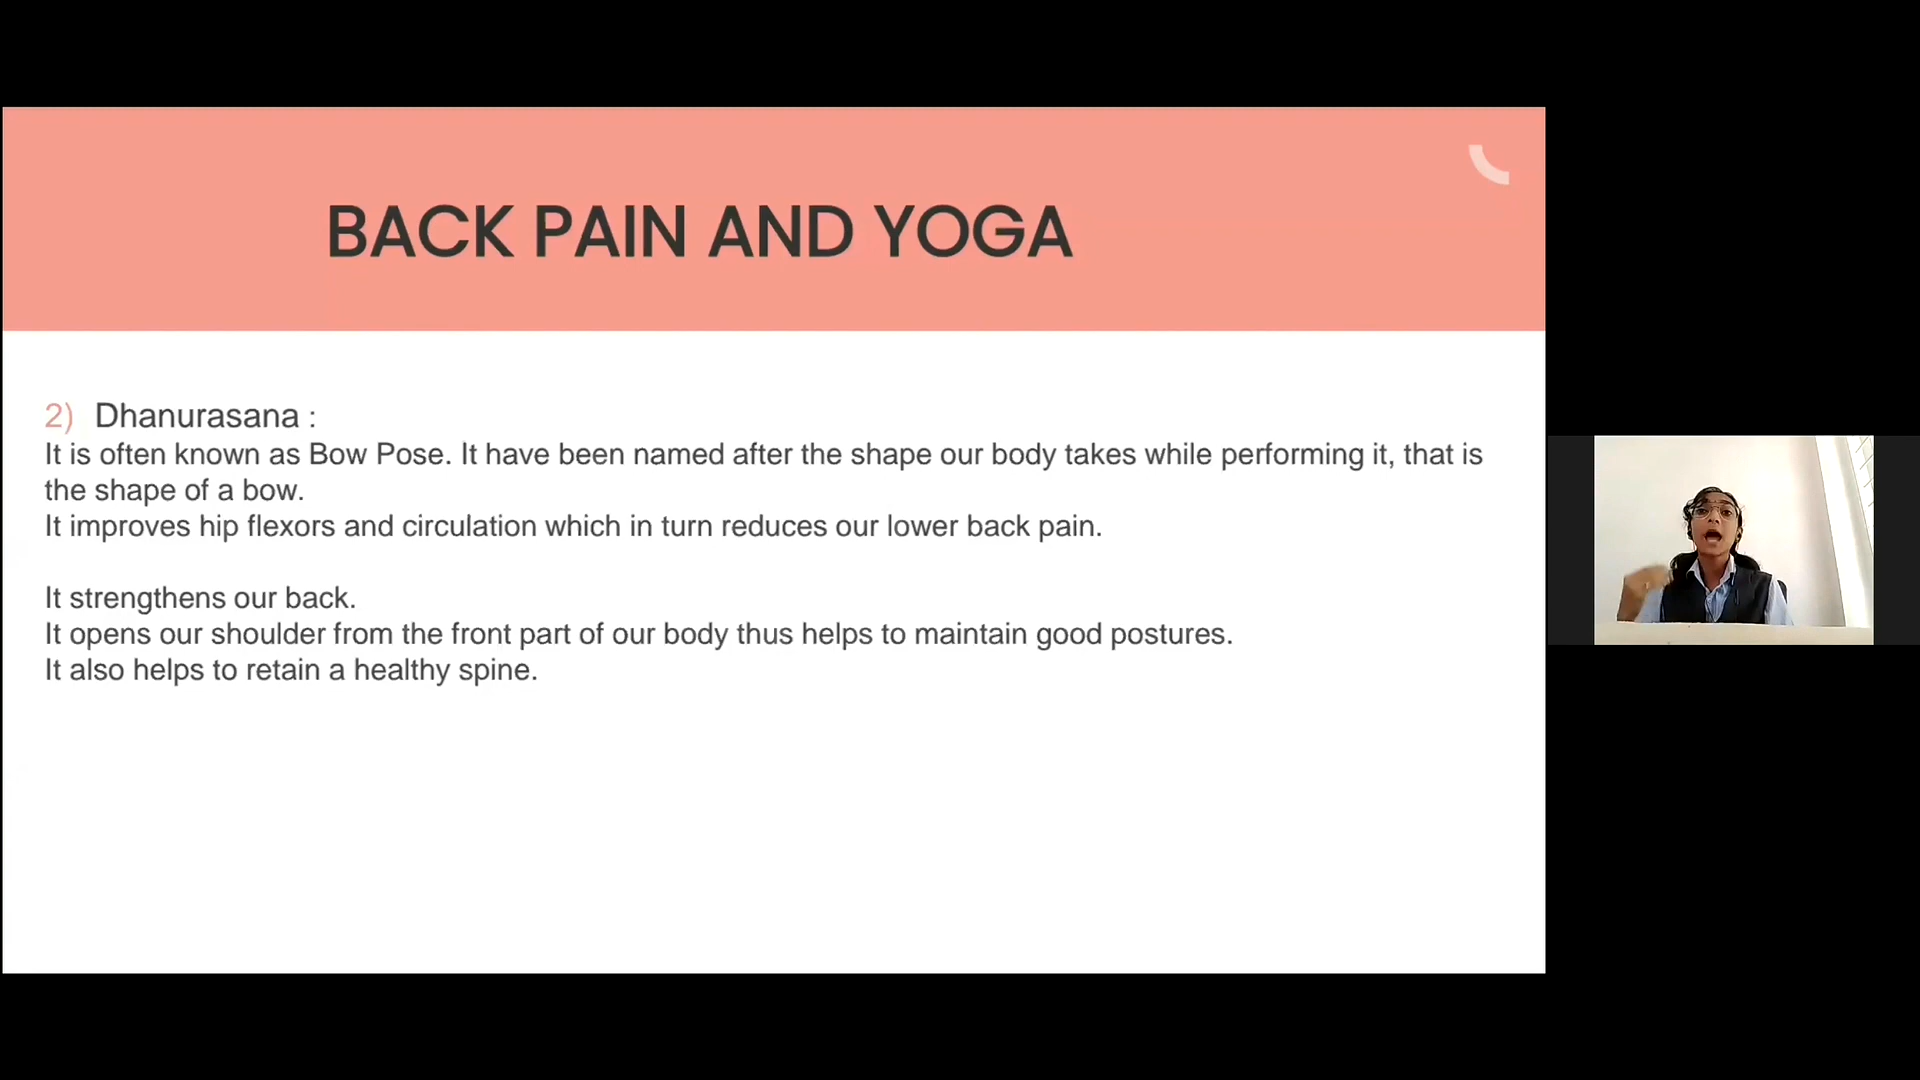 BACK PAIN AND YOGA
2) Dhanurasana :
It is often known as Bow Pose. It have been named after the shape our body takes while performing it, that is
the shape of a bow.
It improves hip flexors and circulation which in turn reduces our lower back pain.
It strengthens our back.
It opens our shoulder from the front part of our body thus helps to maintain good postures.
It also helps to retain a healthy spine.